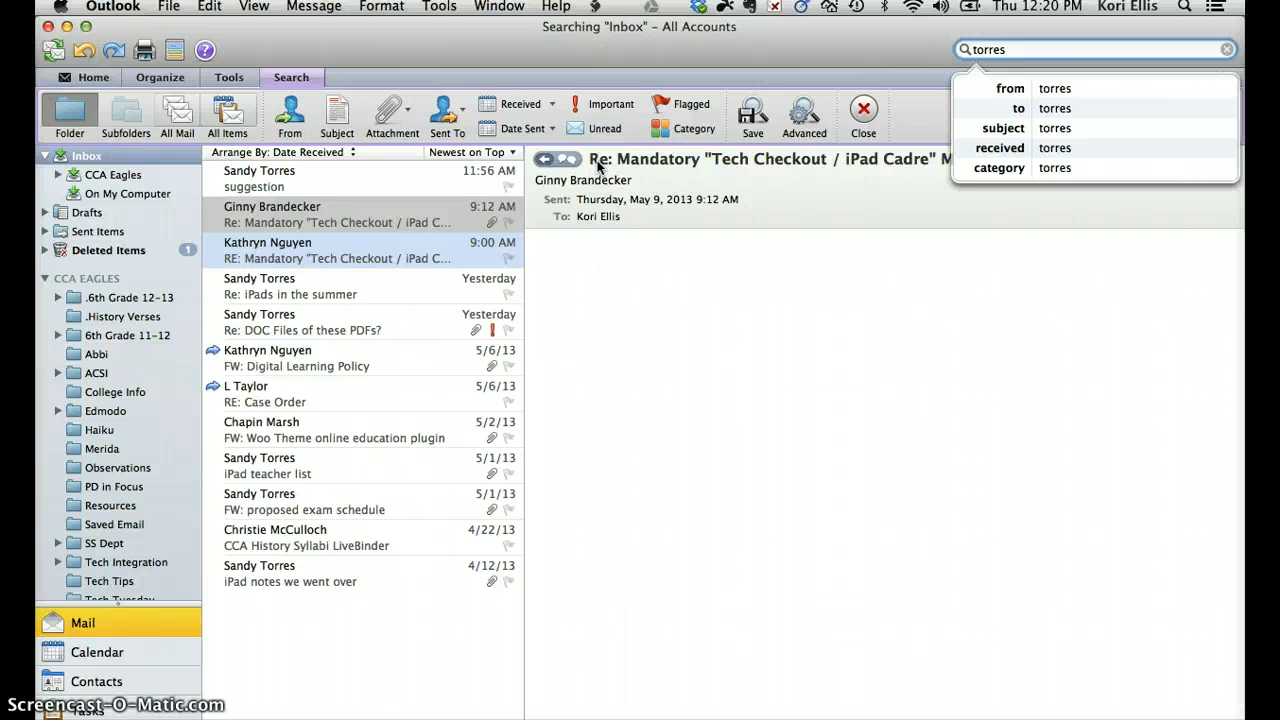 Outlook File Edit View Message Format Tools Window Help Thu 12:20 PM Kori Ellis
Searching "Inbox" - All Accounts
torres
Home Organize Tools Search
from torres
to torres
subject torres
received torres
category torres
Folder Subfolders All Mail All Items From Subject Attachment Sent To
Received Important Flagged
Date Sent Unread Category
Save Advanced Close
Inbox
CCA Eagles
On My Computer
Drafts
Sent Items
Deleted Items 1
CCA EAGLES
.6th Grade 12-13
.History Verses
6th Grade 11-12
Abbi
ACSI
College Info
Edmodo
Haiku
Merida
Observations
PD in Focus
Resources
Saved Email
SS Dept
Tech Integration
Tech Tips
Tech Tuesday
Mail
Calendar
Contacts
Tasks
Arrange By: Date Received Newest on Top
Sandy Torres 11:56 AM
suggestion
Ginny Brandecker 9:12 AM
Re: Mandatory "Tech Checkout / iPad C...
Kathryn Nguyen 9:00 AM
RE: Mandatory "Tech Checkout / iPad C...
Sandy Torres Yesterday
Re: iPads in the summer
Sandy Torres Yesterday
Re: DOC Files of these PDFs?
Kathryn Nguyen 5/6/13
FW: Digital Learning Policy
L Taylor 5/6/13
RE: Case Order
Chapin Marsh 5/2/13
FW: Woo Theme online education plugin
Sandy Torres 5/1/13
iPad teacher list
Sandy Torres 5/1/13
FW: proposed exam schedule
Christie McCulloch 4/22/13
CCA History Syllabi LiveBinder
Sandy Torres 4/12/13
iPad notes we went over
Re: Mandatory "Tech Checkout / iPad Cadre" M
Ginny Brandecker
Sent: Thursday, May 9, 2013 9:12 AM
To: Kori Ellis
Screencast-O-Matic.com